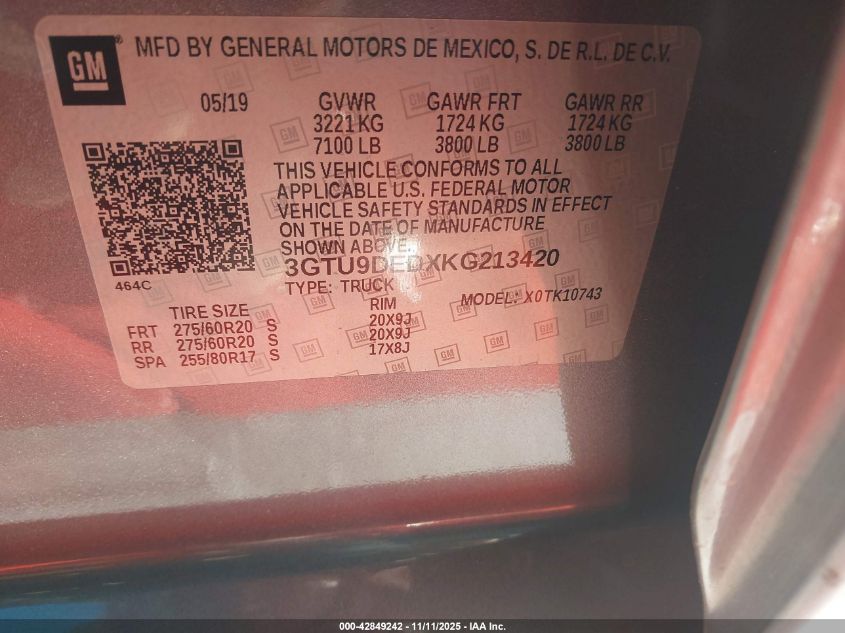 GM MFD BY GENERAL MOTORS DE MEXICO, S. DE R.L. DE C.V.
05/19 GVWR GAWR FRT GAWR RR
3221 KG 1724 KG 1724 KG
7100 LB 3800 LB 3800 LB
THIS VEHICLE CONFORMS TO ALL
APPLICABLE U.S. FEDERAL MOTOR
VEHICLE SAFETY STANDARDS IN EFFECT
ON THE DATE OF MANUFACTURE
SHOWN ABOVE.
3GTU9DEDXKG213420
464C
TYPE: TRUCK MODEL: X0TK10743
TIRE SIZE RIM
FRT 275/60R20 S 20X9J
RR 275/60R20 S 20X9J
SPA 255/80R17 S 17X8J
000-42849242 - 11/11/2025 - IAA Inc.